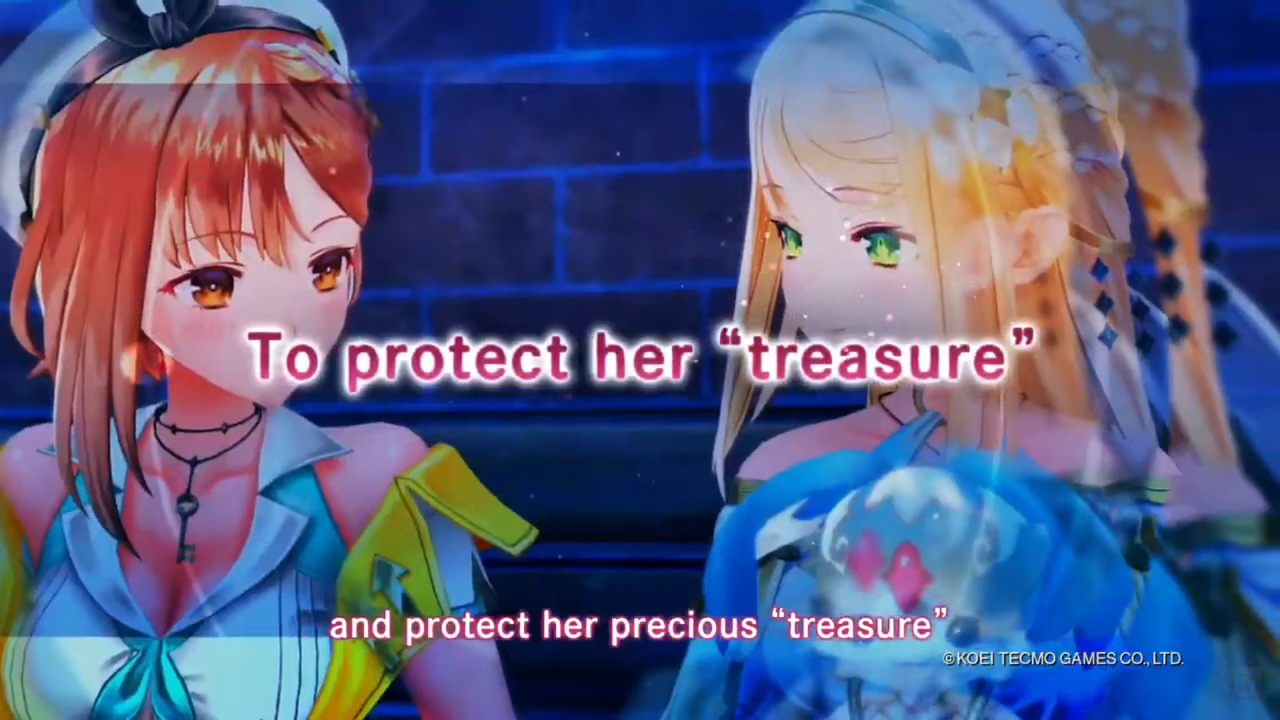 To protect her “treasure”
and protect her precious “treasure”
©KOEI TECMO GAMES CO., LTD.